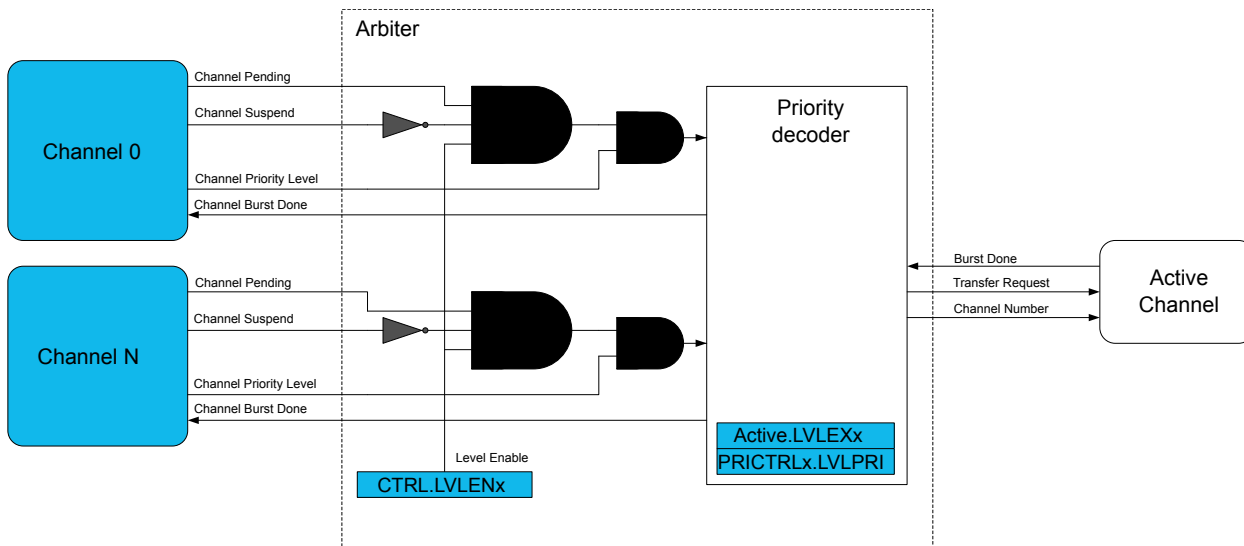 Arbiter
Channel 0
Channel Pending
Channel Suspend
Channel Priority Level
Channel Burst Done
Priority
decoder
Channel N
Channel Pending
Channel Suspend
Channel Priority Level
Channel Burst Done
Burst Done
Transfer Request
Channel Number
Active
Channel
Level Enable
CTRL.LVLENx
Active.LVLEXx
PRICTRLx.LVLPRI